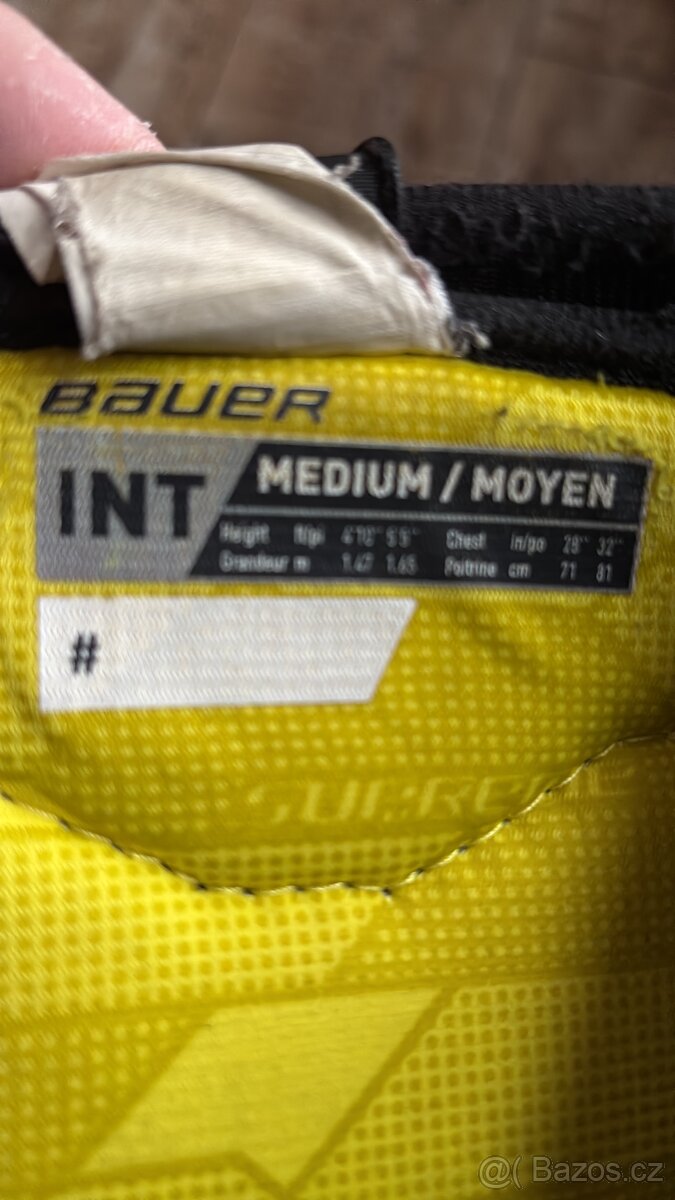 BAUER
INT
MEDIUM / MOYEN
Height ft/pi 4'10" 5'5" Chest in/po 28" 32"
Grandeur m 1.47 1.65 Poitrine cm 71 81
#
SUPREME
@( Bazos.cz